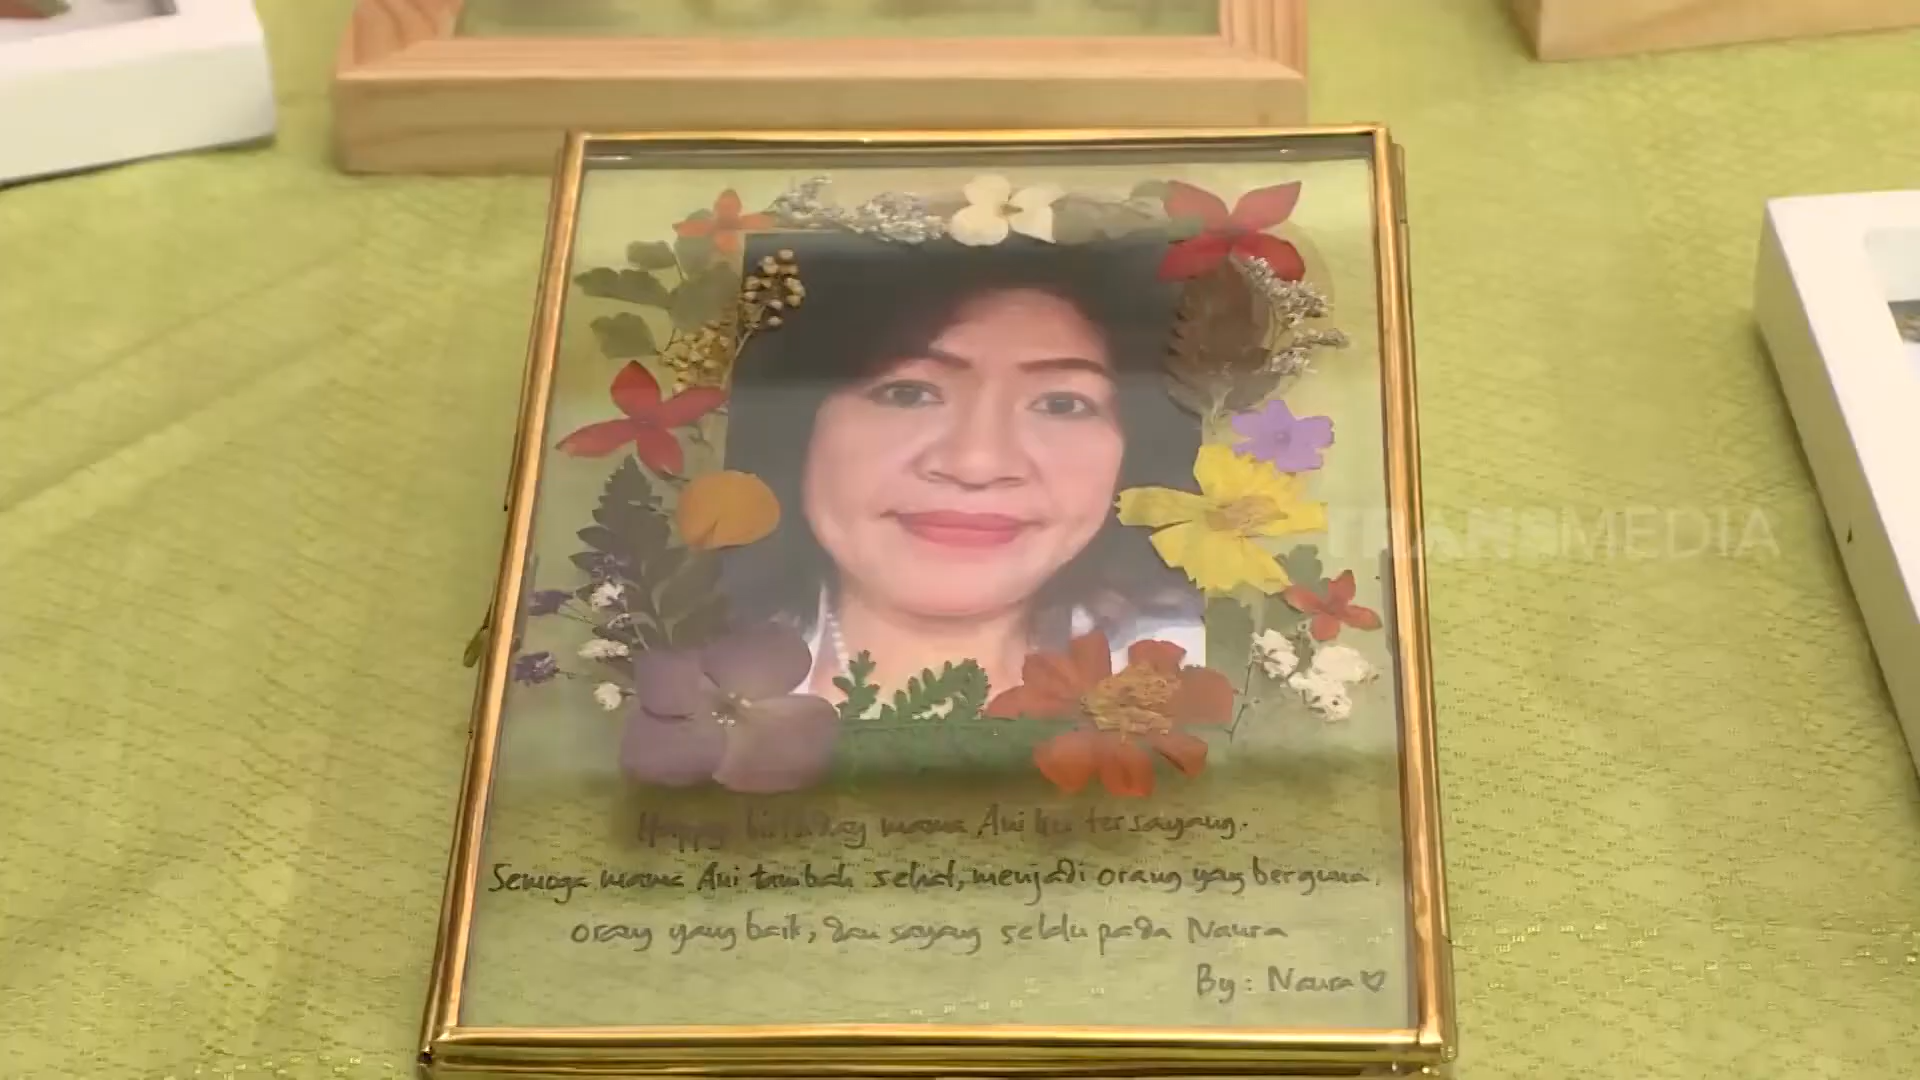 Happy birthday mama Ani ku tersayang.
Semoga mama Ani tambah sehat, menjadi orang yang berguna,
orang yang baik, dan sayang selalu pada Naura
By: Naura ♡
TRANSMEDIA